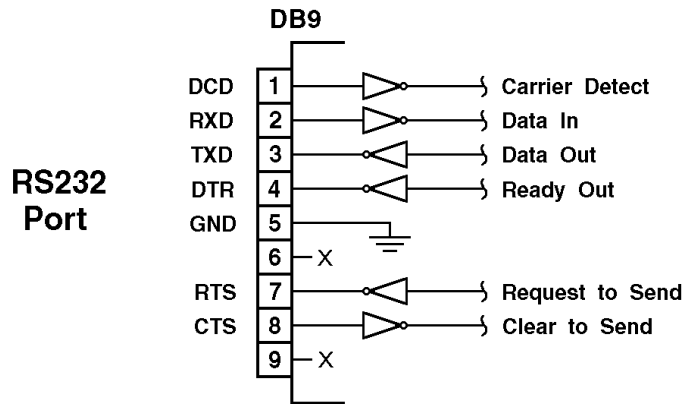 DB9
DCD 1 Carrier Detect
RXD 2 Data In
TXD 3 Data Out
DTR 4 Ready Out
GND 5
6 X
RTS 7 Request to Send
CTS 8 Clear to Send
9 X
RS232
Port